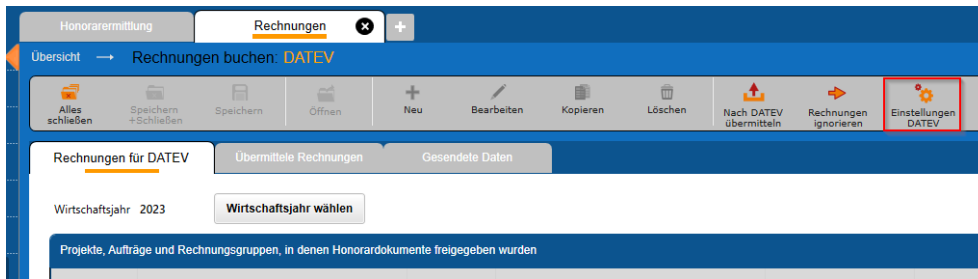 Honorarermittlung Rechnungen
Übersicht → Rechnungen buchen: DATEV
Alles schließen
Speichern +Schließen
Speichern
Öffnen
Neu
Bearbeiten
Kopieren
Löschen
Nach DATEV übermitteln
Rechnungen ignorieren
Einstellungen DATEV
Rechnungen für DATEV Übermittele Rechnungen Gesendete Daten
Wirtschaftsjahr 2023 Wirtschaftsjahr wählen
Projekte, Aufträge und Rechnungsgruppen, in denen Honorardokumente freigegeben wurden